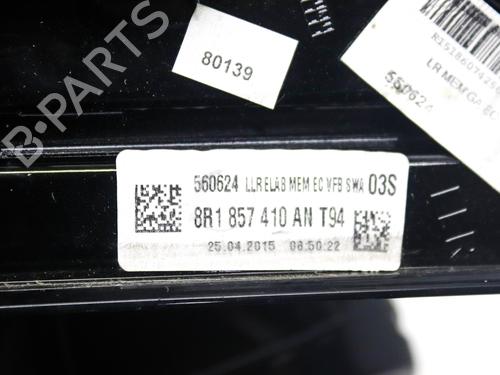 80139
LR MEM GA EC
560624
560624 LLR ELAB MEM EC VFB SWA 03S
8R1 857 410 AN T94
25.04.2015 06.50.22
B-PARTS